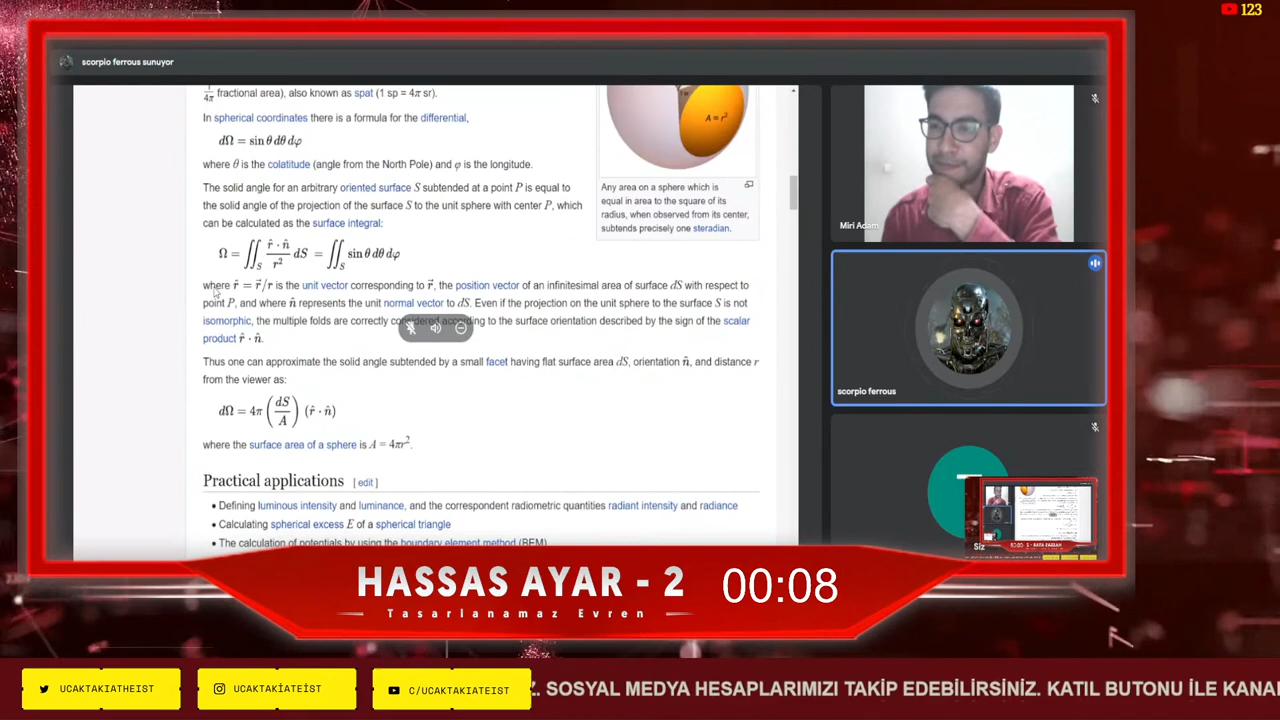 123
scorpio ferrous sunuyor
1/4π fractional area), also known as spat (1 sp = 4π sr).
In spherical coordinates there is a formula for the differential,
dΩ = sin θ dθ dφ
where θ is the colatitude (angle from the North Pole) and φ is the longitude.
The solid angle for an arbitrary oriented surface S subtended at a point P is equal to
the solid angle of the projection of the surface S to the unit sphere with center P, which
can be calculated as the surface integral:
Ω = ∬_S (r̂ · n̂)/r² dS = ∬_S sin θ dθ dφ
where r̂ = r⃗/r is the unit vector corresponding to r⃗, the position vector of an infinitesimal area of surface dS with respect to
point P, and where n̂ represents the unit normal vector to dS. Even if the projection on the unit sphere to the surface S is not
isomorphic, the multiple folds are correctly considered according to the surface orientation described by the sign of the scalar
product r̂ · n̂.
Thus one can approximate the solid angle subtended by a small facet having flat surface area dS, orientation n̂, and distance r
from the viewer as:
dΩ = 4π (dS/A) (r̂ · n̂)
where the surface area of a sphere is A = 4πr².
Practical applications [ edit ]
• Defining luminous intensity and luminance, and the correspondent radiometric quantities radiant intensity and radiance
• Calculating spherical excess E of a spherical triangle
• The calculation of potentials by using the boundary element method (BEM)
A = r²
Any area on a sphere which is
equal in area to the square of its
radius, when observed from its center,
subtends precisely one steradian.
Miri Adam
scorpio ferrous
Siz
HASSAS AYAR - 2
00:08
Tasarlanamaz Evren
UCAKTAKIATHEIST
UCAKTAKİATEİST
C/UCAKTAKIATEIST
Z. SOSYAL MEDYA HESAPLARIMIZI TAKİP EDEBİLİRSİNİZ. KATIL BUTONU İLE KANA